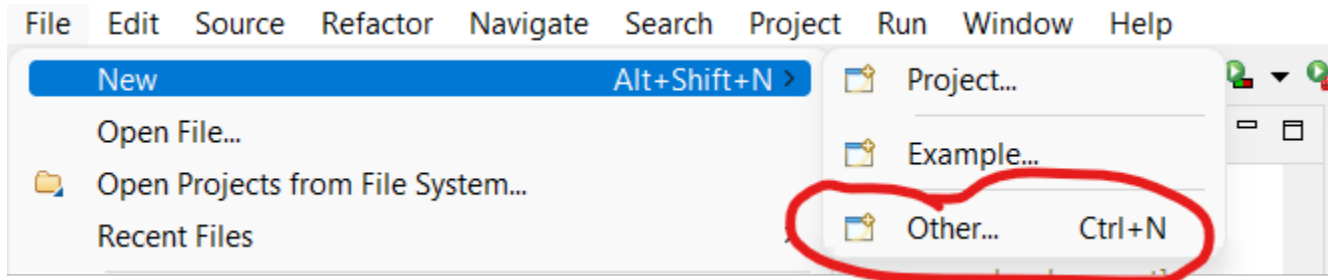 File Edit Source Refactor Navigate Search Project Run Window Help
New Alt+Shift+N >
Open File...
Open Projects from File System...
Recent Files
Project...
Example...
Other... Ctrl+N